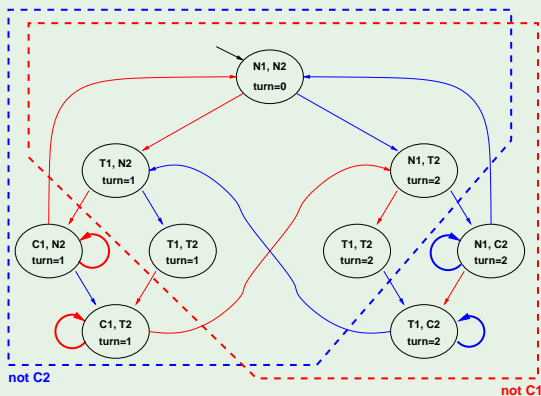 N1, N2
turn=0
T1, N2
turn=1
N1, T2
turn=2
C1, N2
turn=1
T1, T2
turn=1
T1, T2
turn=2
N1, C2
turn=2
C1, T2
turn=1
T1, C2
turn=2
not C2
not C1